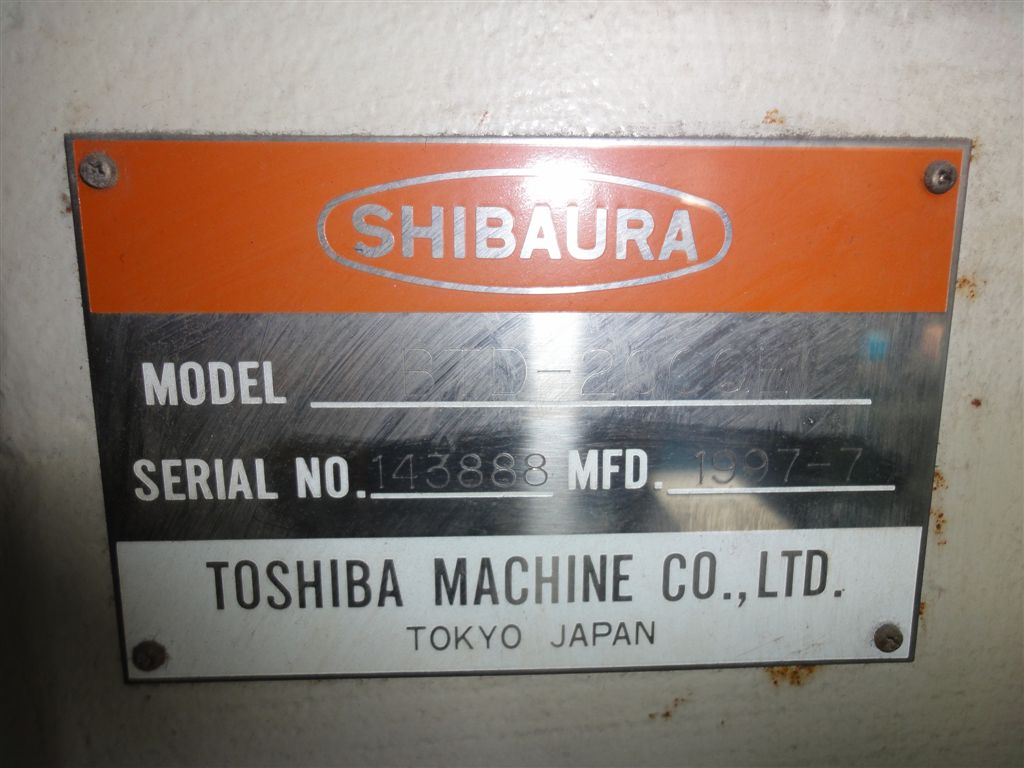 SHIBAURA
MODEL
SERIAL NO. 143888 MFD. 1997-7
TOSHIBA MACHINE CO., LTD.
TOKYO JAPAN